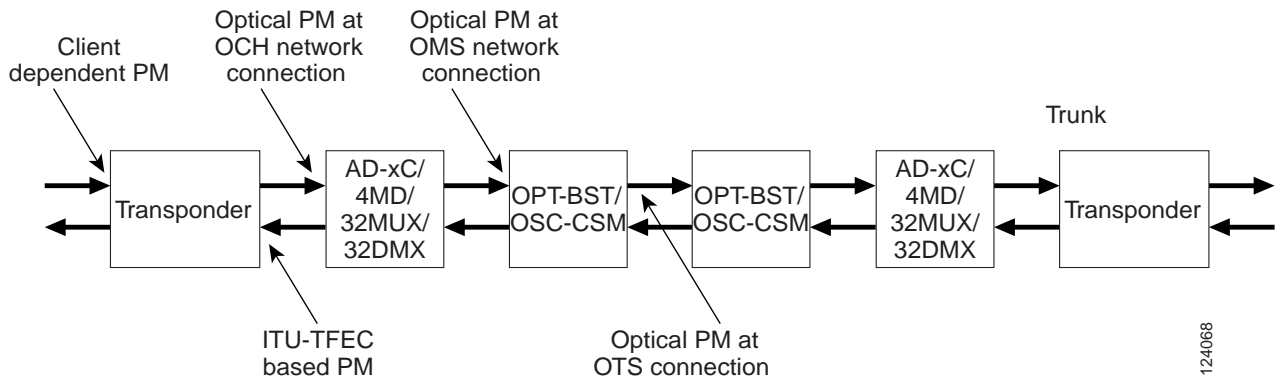 Client
dependent PM
Optical PM at
OCH network
connection
Optical PM at
OMS network
connection
Trunk
Transponder
AD-xC/
4MD/
32MUX/
32DMX
OPT-BST/
OSC-CSM
OPT-BST/
OSC-CSM
AD-xC/
4MD/
32MUX/
32DMX
Transponder
ITU-TFEC
based PM
Optical PM at
OTS connection
124068